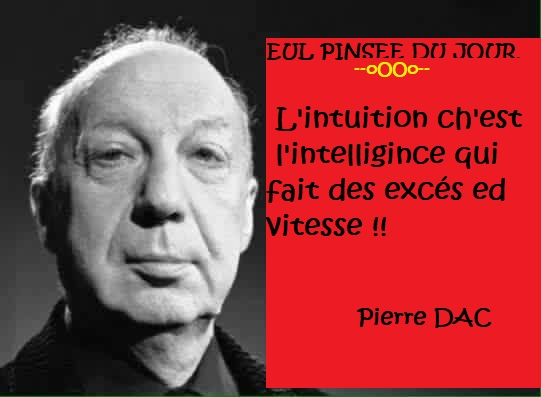 EUL PINSEE DU JOUR.
--oOOo--
L'intuition ch'est
l'intelligince qui
fait des excés ed
vitesse !!
Pierre DAC